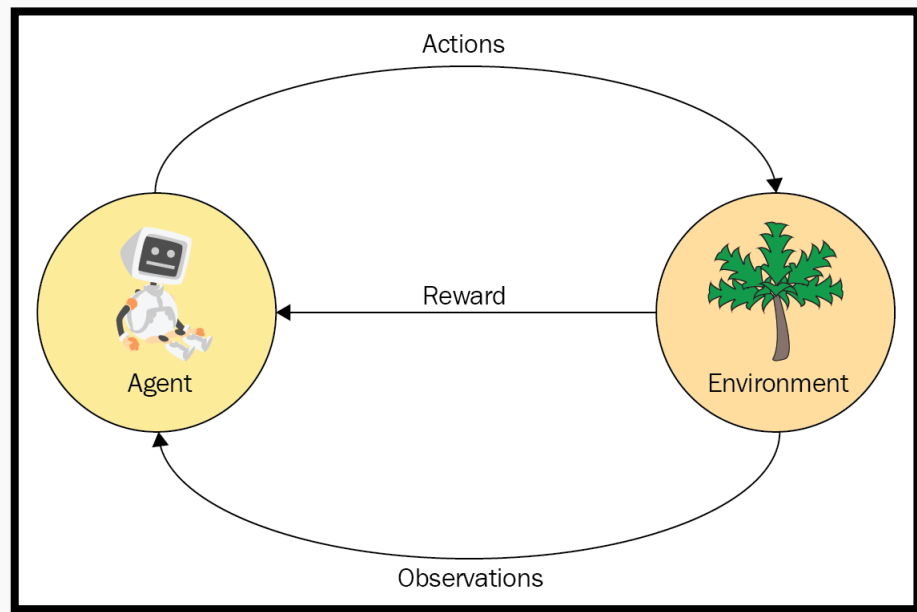 Actions
Reward
Agent
Environment
Observations